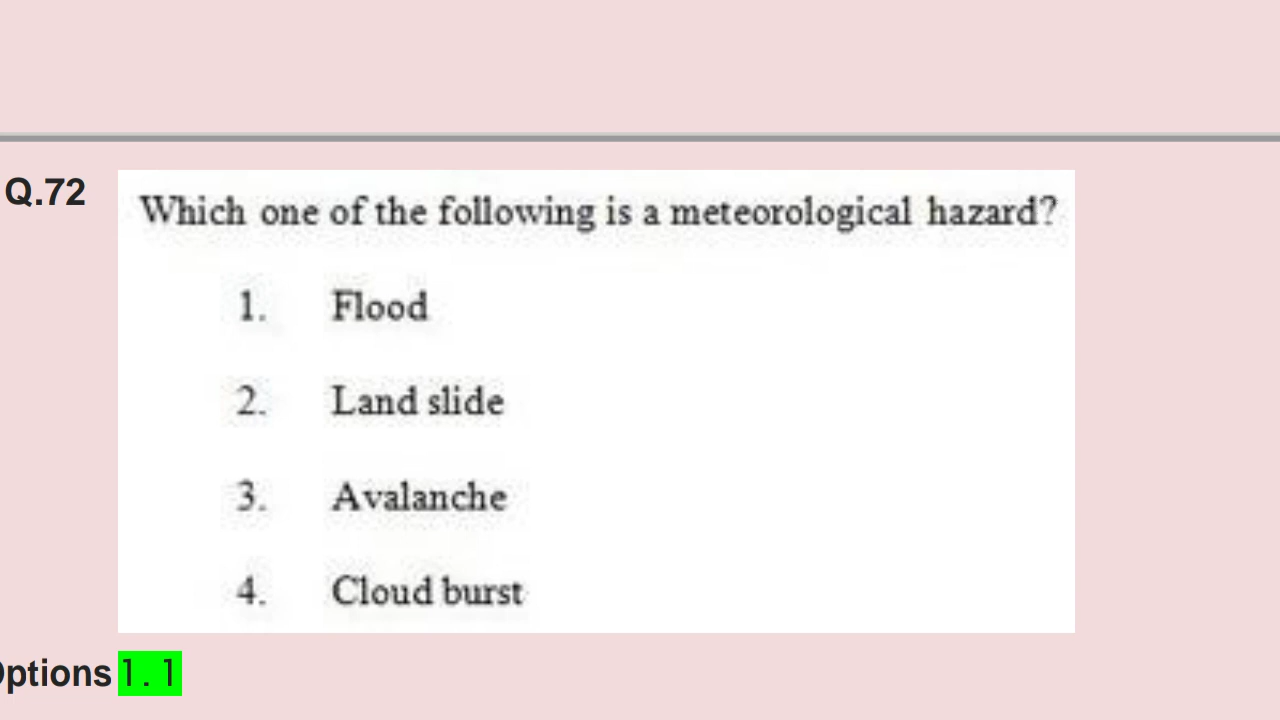 Q.72 Which one of the following is a meteorological hazard?
1. Flood
2. Land slide
3. Avalanche
4. Cloud burst
ptions 1. 1